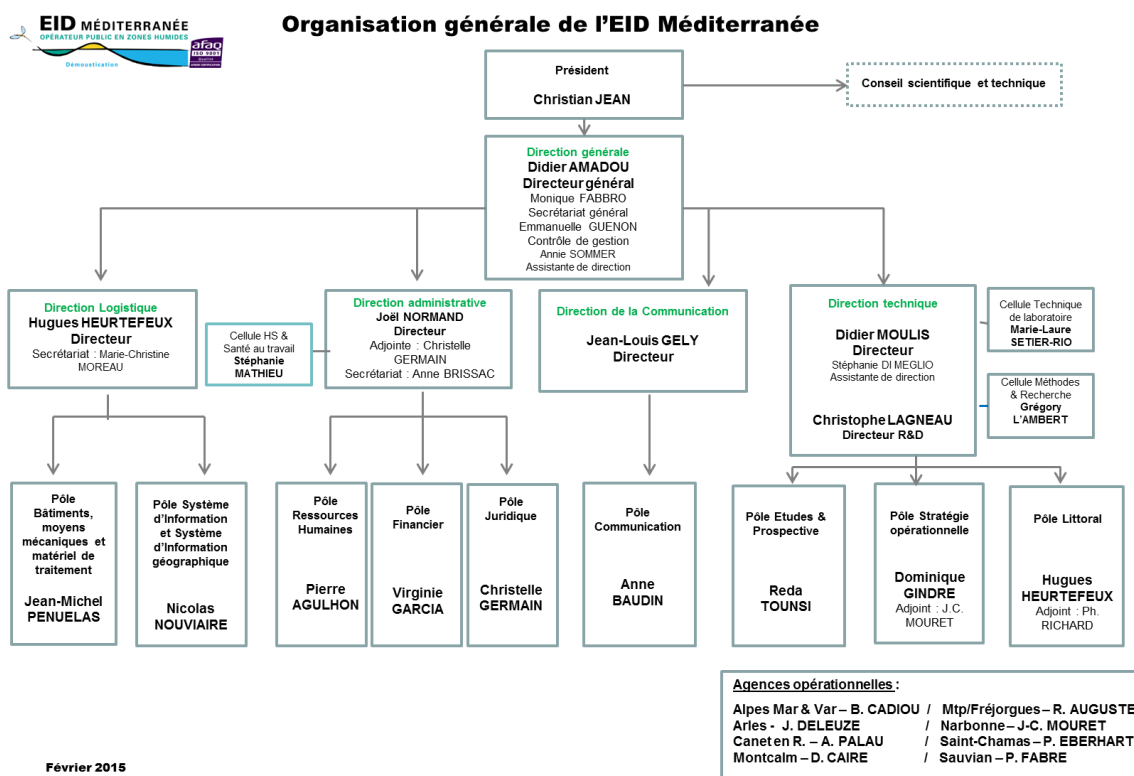 EID MÉDITERRANÉE
OPÉRATEUR PUBLIC EN ZONES HUMIDES
Démoustication
afaq
ISO 9001
Qualité
AFNOR CERTIFICATION
Organisation générale de l'EID Méditerranée
Président
Christian JEAN
Conseil scientifique et technique
Direction générale
Didier AMADOU
Directeur général
Monique FABBRO
Secrétariat général
Emmanuelle GUENON
Contrôle de gestion
Annie SOMMER
Assistante de direction
Direction Logistique
Hugues HEURTEFEUX
Directeur
Secrétariat : Marie-Christine
MOREAU
Cellule HS &
Santé au travail
Stéphanie
MATHIEU
Direction administrative
Joël NORMAND
Directeur
Adjointe : Christelle
GERMAIN
Secrétariat : Anne BRISSAC
Direction de la Communication
Jean-Louis GELY
Directeur
Direction technique
Didier MOULIS
Directeur
Stéphanie DI MEGLIO
Assistante de direction
Christophe LAGNEAU
Directeur R&D
Cellule Technique
de laboratoire
Marie-Laure
SETIER-RIO
Cellule Méthodes
& Recherche
Grégory
L'AMBERT
Pôle
Bâtiments,
moyens
mécaniques et
matériel de
traitement
Jean-Michel
PENUELAS
Pôle Système
d'Information
et Système
d'Information
géographique
Nicolas
NOUVIAIRE
Pôle
Ressources
Humaines
Pierre
AGULHON
Pôle
Financier
Virginie
GARCIA
Pôle
Juridique
Christelle
GERMAIN
Pôle
Communication
Anne
BAUDIN
Pôle Etudes &
Prospective
Reda
TOUNSI
Pôle Stratégie
opérationnelle
Dominique
GINDRE
Adjoint : J.C.
MOURET
Pôle Littoral
Hugues
HEURTEFEUX
Adjoint : Ph.
RICHARD
Agences opérationnelles :
Alpes Mar & Var – B. CADIOU / Mtp/Fréjorgues – R. AUGUSTE
Arles - J. DELEUZE / Narbonne – J-C. MOURET
Canet en R. – A. PALAU / Saint-Chamas – P. EBERHART
Montcalm – D. CAIRE / Sauvian – P. FABRE
Février 2015